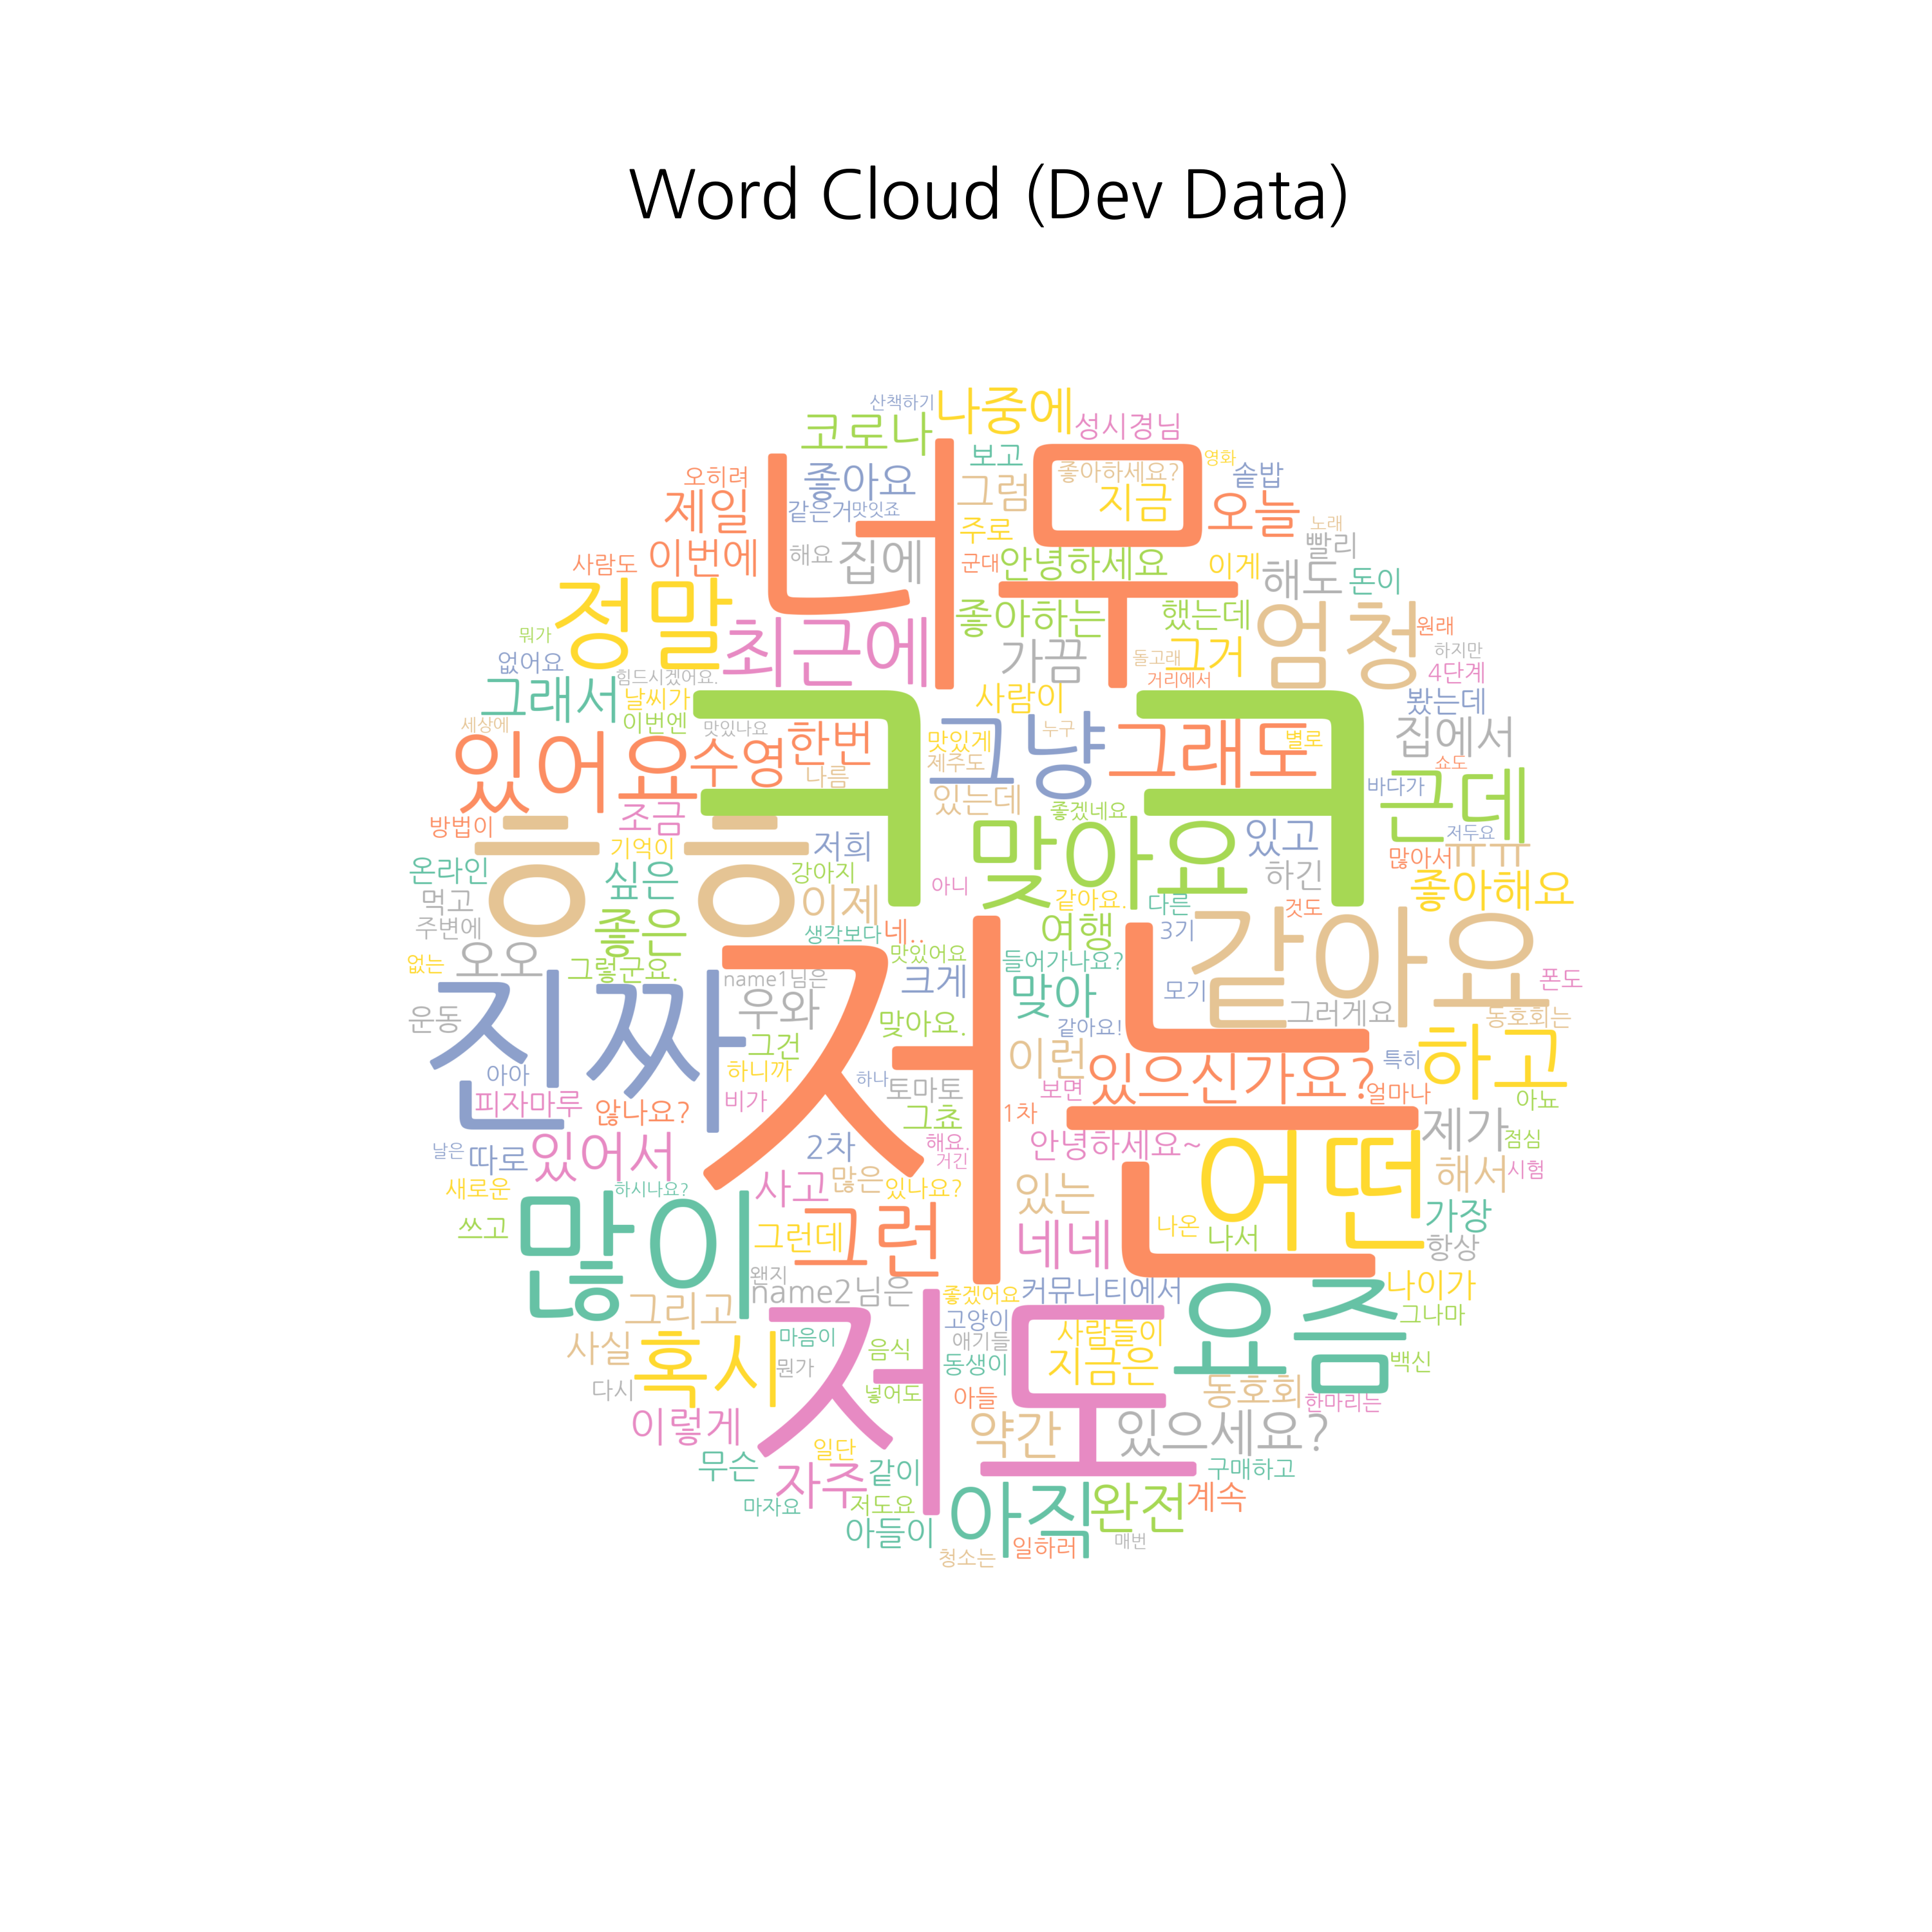 Word Cloud (Dev Data)
산책하기 나중에 성시경님
코로나
보고 영화
오히려 좋아요 그럼 좋아하세요? 솥밥
제일 같은거맛잇죠 지금 오늘
너무
주로 노래
이번에 해요 집에 군대 안녕하세요 이게 빨리
사람도 해도 돈이
정말 최근에 좋아하는 했는데 엄청 원래
뭐가 하지만
없어요 힘드시겠어요. 가끔 돌고래 그거 4단계
거리에서
그래서 날씨가 사람이 봤는데
이번엔 맛있나요 누구
세상에 ㅋㅋ 그냥 그래도 별로 집에서
있어요 수영 한번 맛있게 쇼도
나름 제주도 바다가 근데
있는데 좋겠네요 저두요
방법이 조금 저희 맞아요 있고 많아서 ㅠㅠ
ㅎㅎ 기억이
온라인 싶은 강아지 아니 하긴 좋아해요
먹고 이제 같아요. 다른 것도
주변에 좋은 생각보다 네.. 여행 3기
없는 오오 그렇구요. 맛있어요 들어가나요? 같아요
name1님은 크게 맞아 모기 폰도
운동 진짜 우와 맞아요. 같아요! 그러게요 동호회는
그건 이런 특히 하고
아아 하니까 하나 토마토 보면 있으신가요? 얼마나 아뇨
피자마루 않나요? 비가 그쵸 1차
저는
날은 따로 있어서 2차 해요. 안녕하세요~ 제가 점심
거긴
새로운 하시나요? 사고 많은 있나요? 있는 어떤 해서 시험
쓰고 많이 그런데 그런 네네 나온 나서 가장
항상
왠지
그리고 name2님은 좋겠어요 커뮤니티에서 요즘 나이가
고양이 그나마
사실 혹시 마음이 음식 얘기들 사람들이
뭔가 동생이 지금은 백신
다시 넣어도 아들 동호회 한마리는
저도
이렇게 일단 약간 있으세요?
무슨 자주 같이 구매하고
마자요 저도요 아직 완전 계속
아들이 일하러 매번
청소는